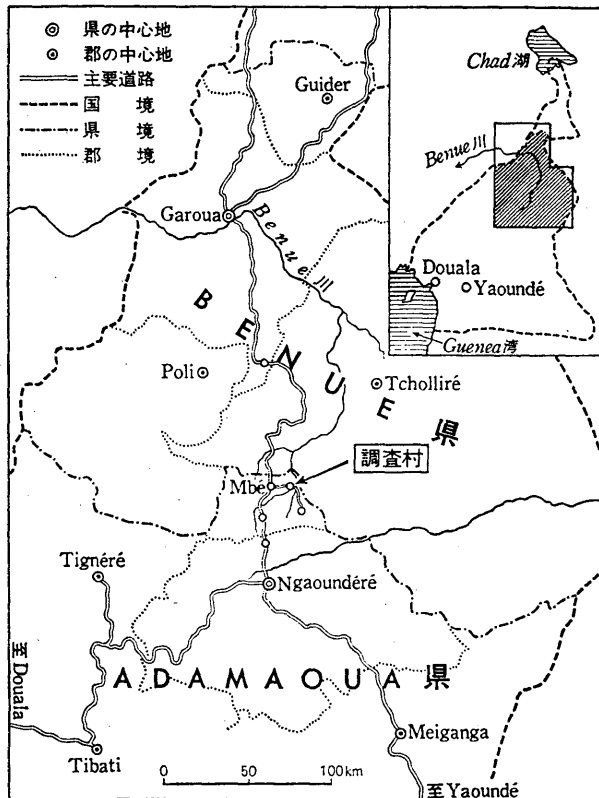 県の中心地
郡の中心地
主要道路
国 境
県 境
郡 境
Guider
Chad湖
Benue川
Garoua
Benue川
Douala
Yaoundé
Guenea湾
BENUE県
Poli
Tcholliré
調査村
Mbé
Tignéré
Ngaoundéré
至Douala
ADAMAOUA県
Meiganga
Tibati
0 50 100km
至Yaoundé